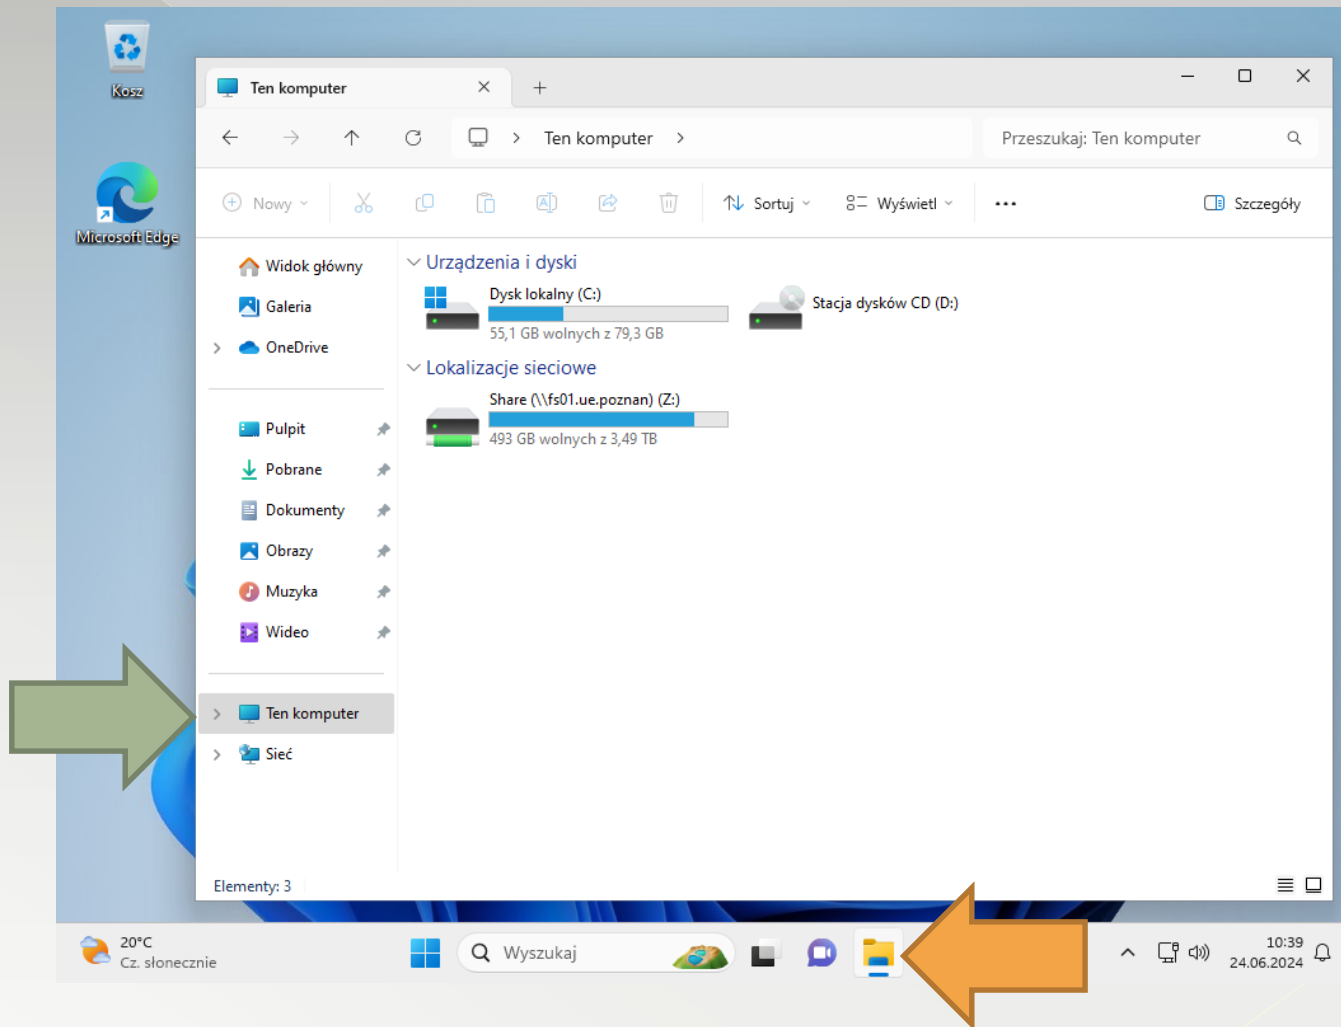 Kosz
Microsoft Edge
Ten komputer
Ten komputer
Przeszukaj: Ten komputer
Nowy
Sortuj
Wyświetl
Szczegóły
Widok główny
Galeria
OneDrive
Pulpit
Pobrane
Dokumenty
Obrazy
Muzyka
Wideo
Ten komputer
Sieć
Urządzenia i dyski
Dysk lokalny (C:)
55,1 GB wolnych z 79,3 GB
Stacja dysków CD (D:)
Lokalizacje sieciowe
Share (\\fs01.ue.poznan) (Z:)
493 GB wolnych z 3,49 TB
Elementy: 3
20°C
Cz. słonecznie
Wyszukaj
10:39
24.06.2024